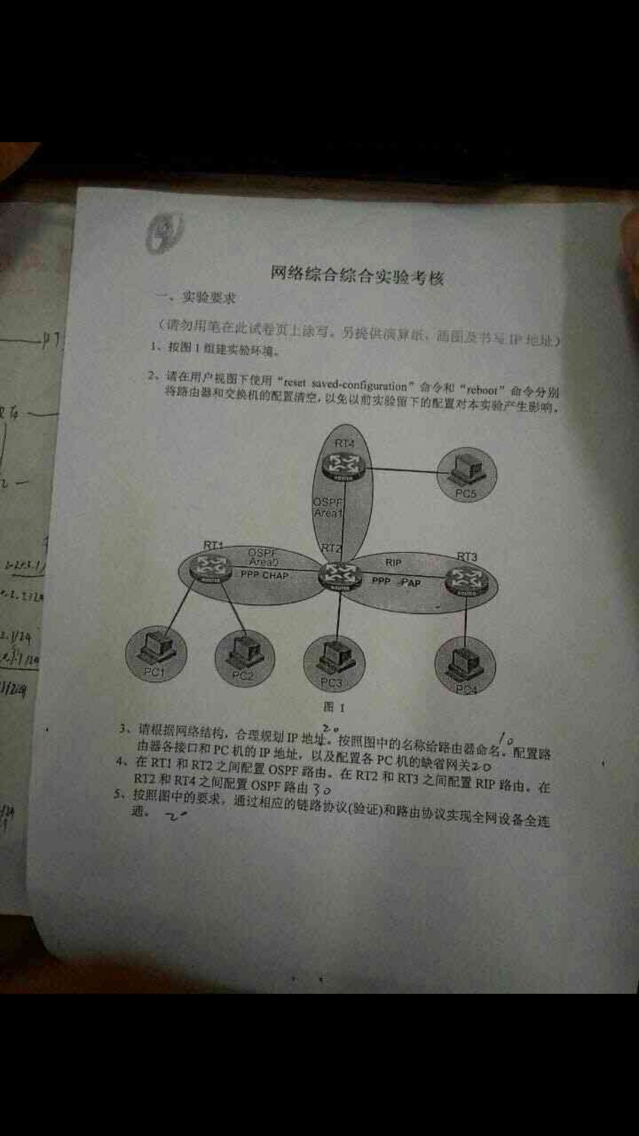 网络综合综合实验考核
一、实验要求
（请勿用笔在此试卷页上涂写。另提供演算纸、画图及书写 IP 地址）
1、按图 1 组建实验环境。
2、请在用户视图下使用“reset saved-configuration”命令和“reboot”命令分别
将路由器和交换机的配置清空，以免以前实验留下的配置对本实验产生影响。
RT4
PC5
OSPF
Area1
RT1
OSPF
Area0
PPP CHAP
RT2
RIP
PPP PAP
RT3
PC1
PC2
PC3
PC4
图 1
20
10
3、请根据网络结构，合理规划 IP 地址。按照图中的名称给路由器命名。配置路
由器各接口和 PC 机的 IP 地址，以及配置各 PC 机的缺省网关 20
4、在 RT1 和 RT2 之间配置 OSPF 路由。在 RT2 和 RT3 之间配置 RIP 路由。在
RT2 和 RT4 之间配置 OSPF 路由 30
5、按照图中的要求，通过相应的链路协议(验证)和路由协议实现全网设备全连
通。 20